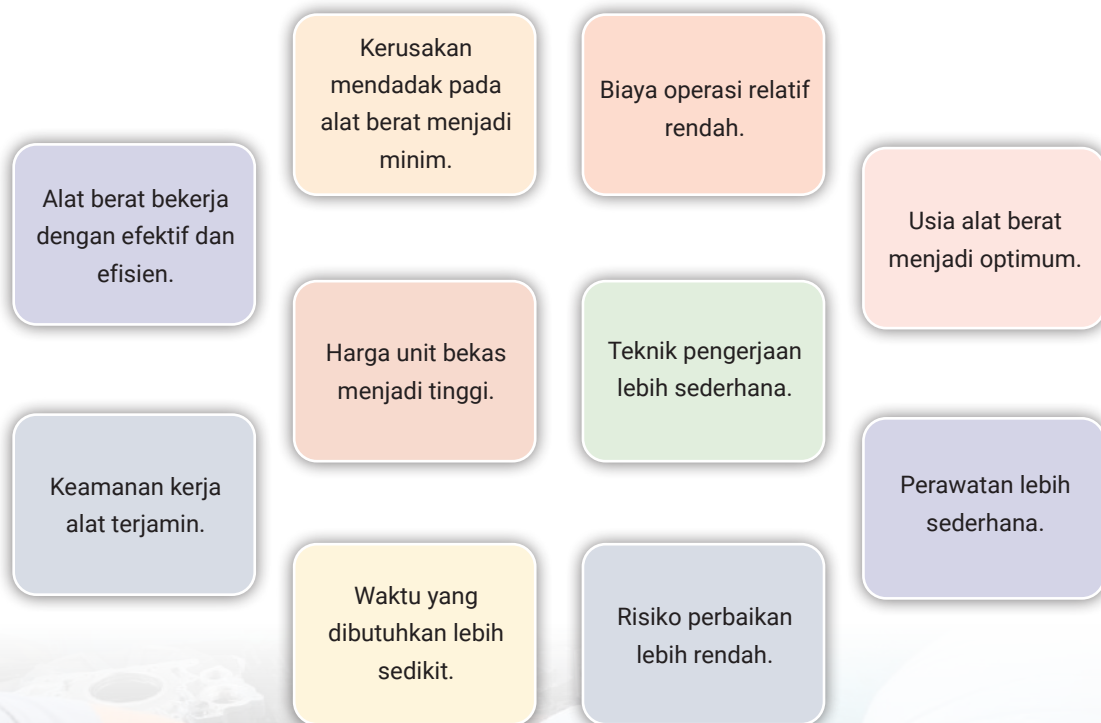 Kerusakan
mendadak pada
alat berat menjadi
minim.
Biaya operasi relatif
rendah.
Alat berat bekerja
dengan efektif dan
efisien.
Usia alat berat
menjadi optimum.
Harga unit bekas
menjadi tinggi.
Teknik pengerjaan
lebih sederhana.
Keamanan kerja
alat terjamin.
Perawatan lebih
sederhana.
Waktu yang
dibutuhkan lebih
sedikit.
Risiko perbaikan
lebih rendah.